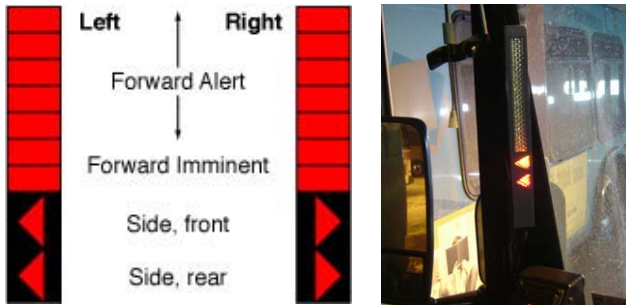 Left Right
Forward Alert
Forward Imminent
Side, front
Side, rear